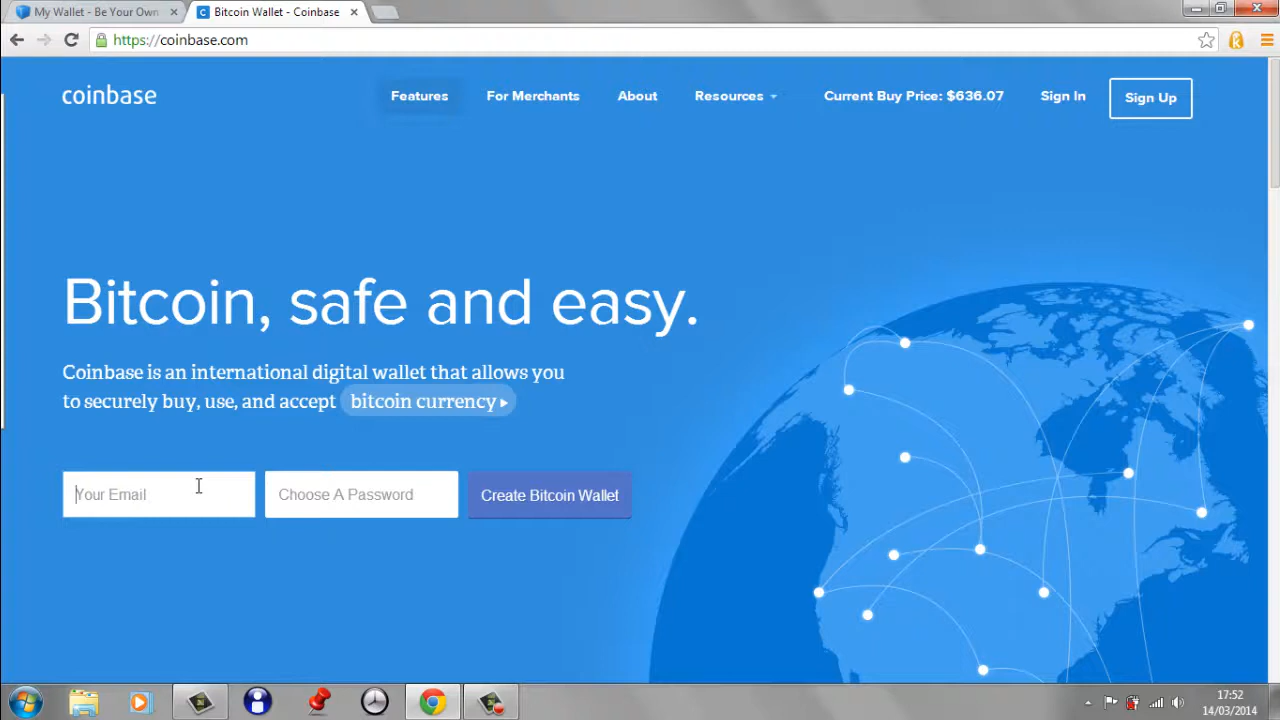 My Wallet - Be Your Own
Bitcoin Wallet - Coinbase
https://coinbase.com
coinbase
Features
For Merchants
About
Resources
Current Buy Price: $636.07
Sign In
Sign Up
Bitcoin, safe and easy.
Coinbase is an international digital wallet that allows you
to securely buy, use, and accept bitcoin currency
Your Email
Choose A Password
Create Bitcoin Wallet
17:52
14/03/2014